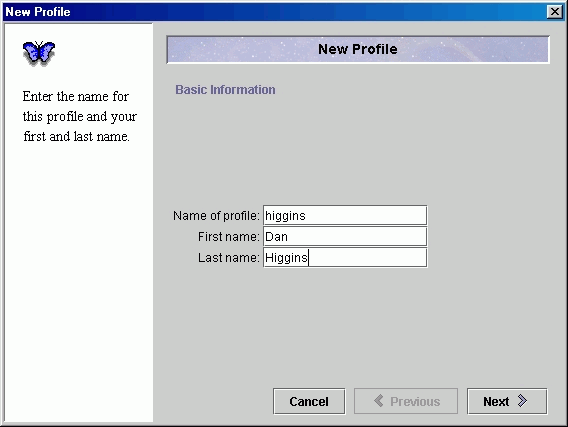 New Profile
New Profile
Enter the name for
this profile and your
first and last name.
Basic Information
Name of profile: higgins
First name: Dan
Last name: Higgins
Cancel Previous Next